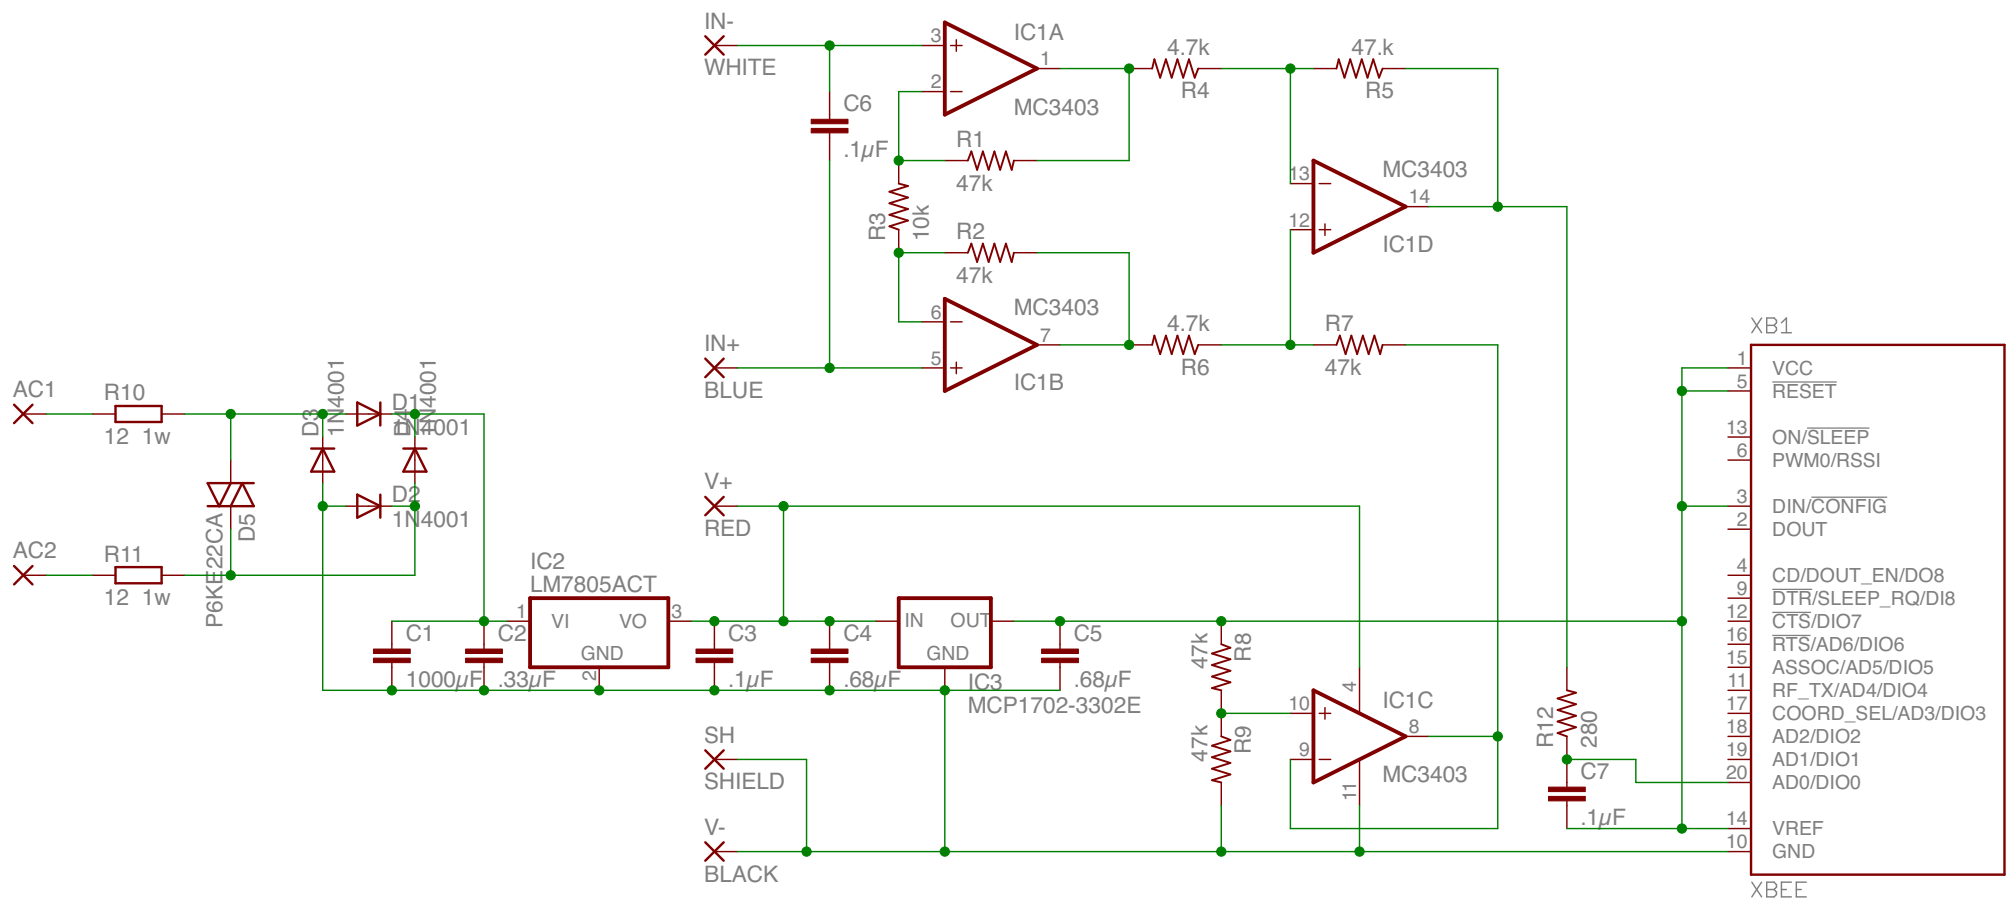 IN-
WHITE
3
2
1
IC1A
MC3403
4.7k
R4
47.k
R5
C6
.1µF
R1
47k
R3
10k
R2
47k
13
12
14
MC3403
IC1D
MC3403
6
5
7
IC1B
IN+
BLUE
4.7k
R6
R7
47k
AC1
R10
12 1w
D3
1N4001
D1
1N4001
D4
1N4001
D2
1N4001
AC2
R11
12 1w
P6KE22CA
D5
V+
RED
IC2
LM7805ACT
1
VI
VO
3
GND
2
C1
1000µF
C2
.33µF
C3
.1µF
C4
.68µF
IN
OUT
GND
IC3
MCP1702-3302E
C5
.68µF
47k
R8
47k
R9
10
9
4
11
8
IC1C
MC3403
SH
SHIELD
V-
BLACK
R12
280
C7
.1µF
XB1
1 VCC
5 RESET
13 ON/SLEEP
6 PWM0/RSSI
3 DIN/CONFIG
2 DOUT
4 CD/DOUT_EN/DO8
9 DTR/SLEEP_RQ/DI8
12 CTS/DIO7
16 RTS/AD6/DIO6
15 ASSOC/AD5/DIO5
11 RF_TX/AD4/DIO4
17 COORD_SEL/AD3/DIO3
18 AD2/DIO2
19 AD1/DIO1
20 AD0/DIO0
14 VREF
10 GND
XBEE